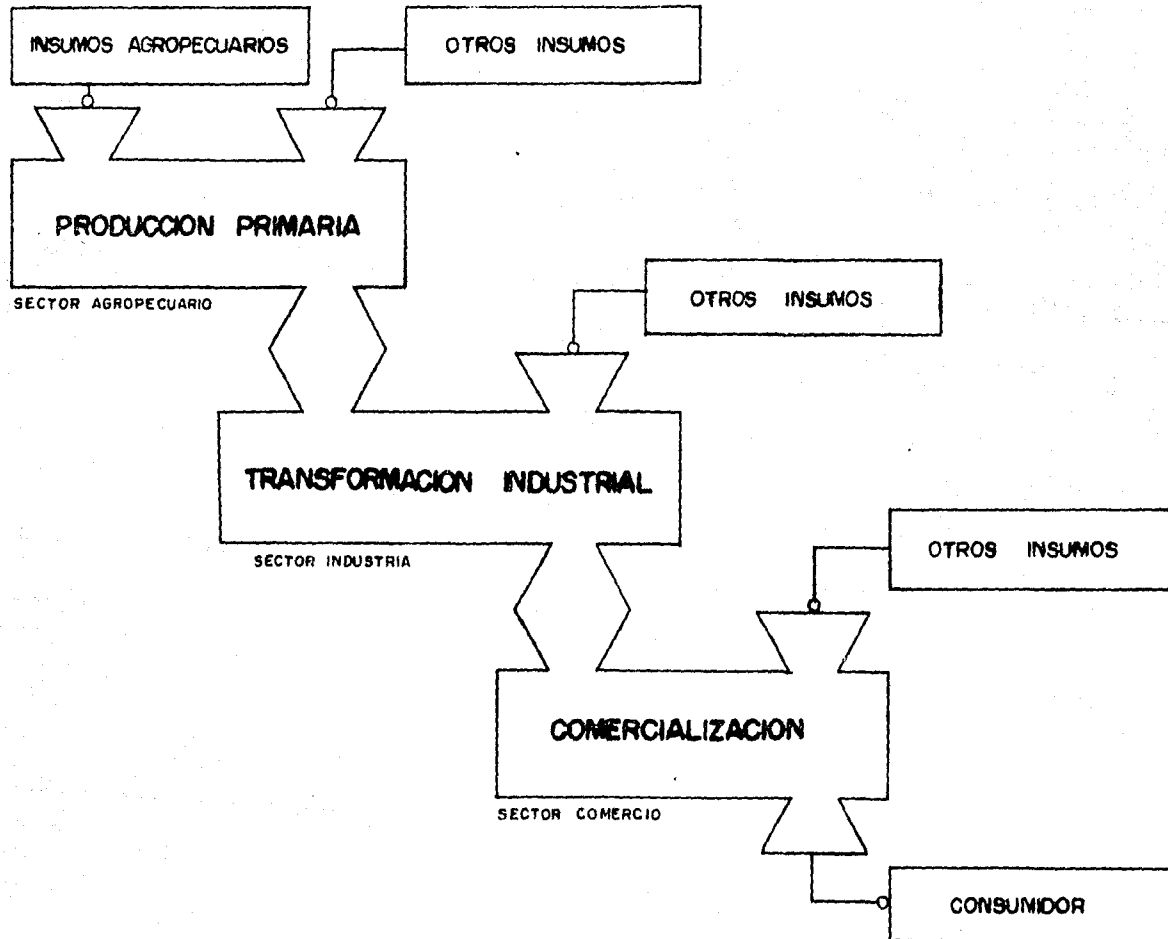 INSUMOS AGROPECUARIOS
OTROS INSUMOS
PRODUCCION PRIMARIA
SECTOR AGROPECUARIO
OTROS INSUMOS
TRANSFORMACION INDUSTRIAL
SECTOR INDUSTRIA
OTROS INSUMOS
COMERCIALIZACION
SECTOR COMERCIO
CONSUMIDOR